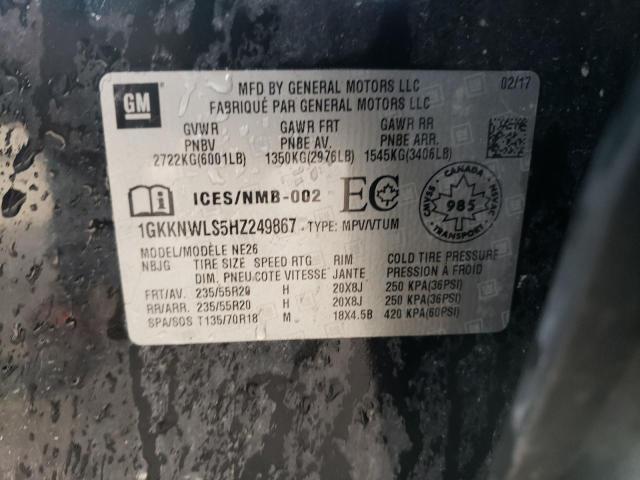 GM
MFD BY GENERAL MOTORS LLC 02/17
FABRIQUÉ PAR GENERAL MOTORS LLC
GVWR GAWR FRT GAWR RR
PNBV PNBE AV. PNBE ARR.
2722KG(6001LB) 1350KG(2976LB) 1545KG(3406LB)
ICES/NMB-002 EC
CANADA
CMVSS NSVAC
985
TRANSPORT
1GKKNWLS5HZ249867 TYPE: MPV/VTUM
MODEL/MODÈLE NE26
NBJG TIRE SIZE SPEED RTG RIM COLD TIRE PRESSURE
DIM. PNEU COTE VITESSE JANTE PRESSION À FROID
FRT/AV. 235/55R20 H 20X8J 250 KPA(36PSI)
RR/ARR. 235/55R20 H 20X8J 250 KPA(36PSI)
SPA/SOS T135/70R18 M 18X4.5B 420 KPA(60PSI)